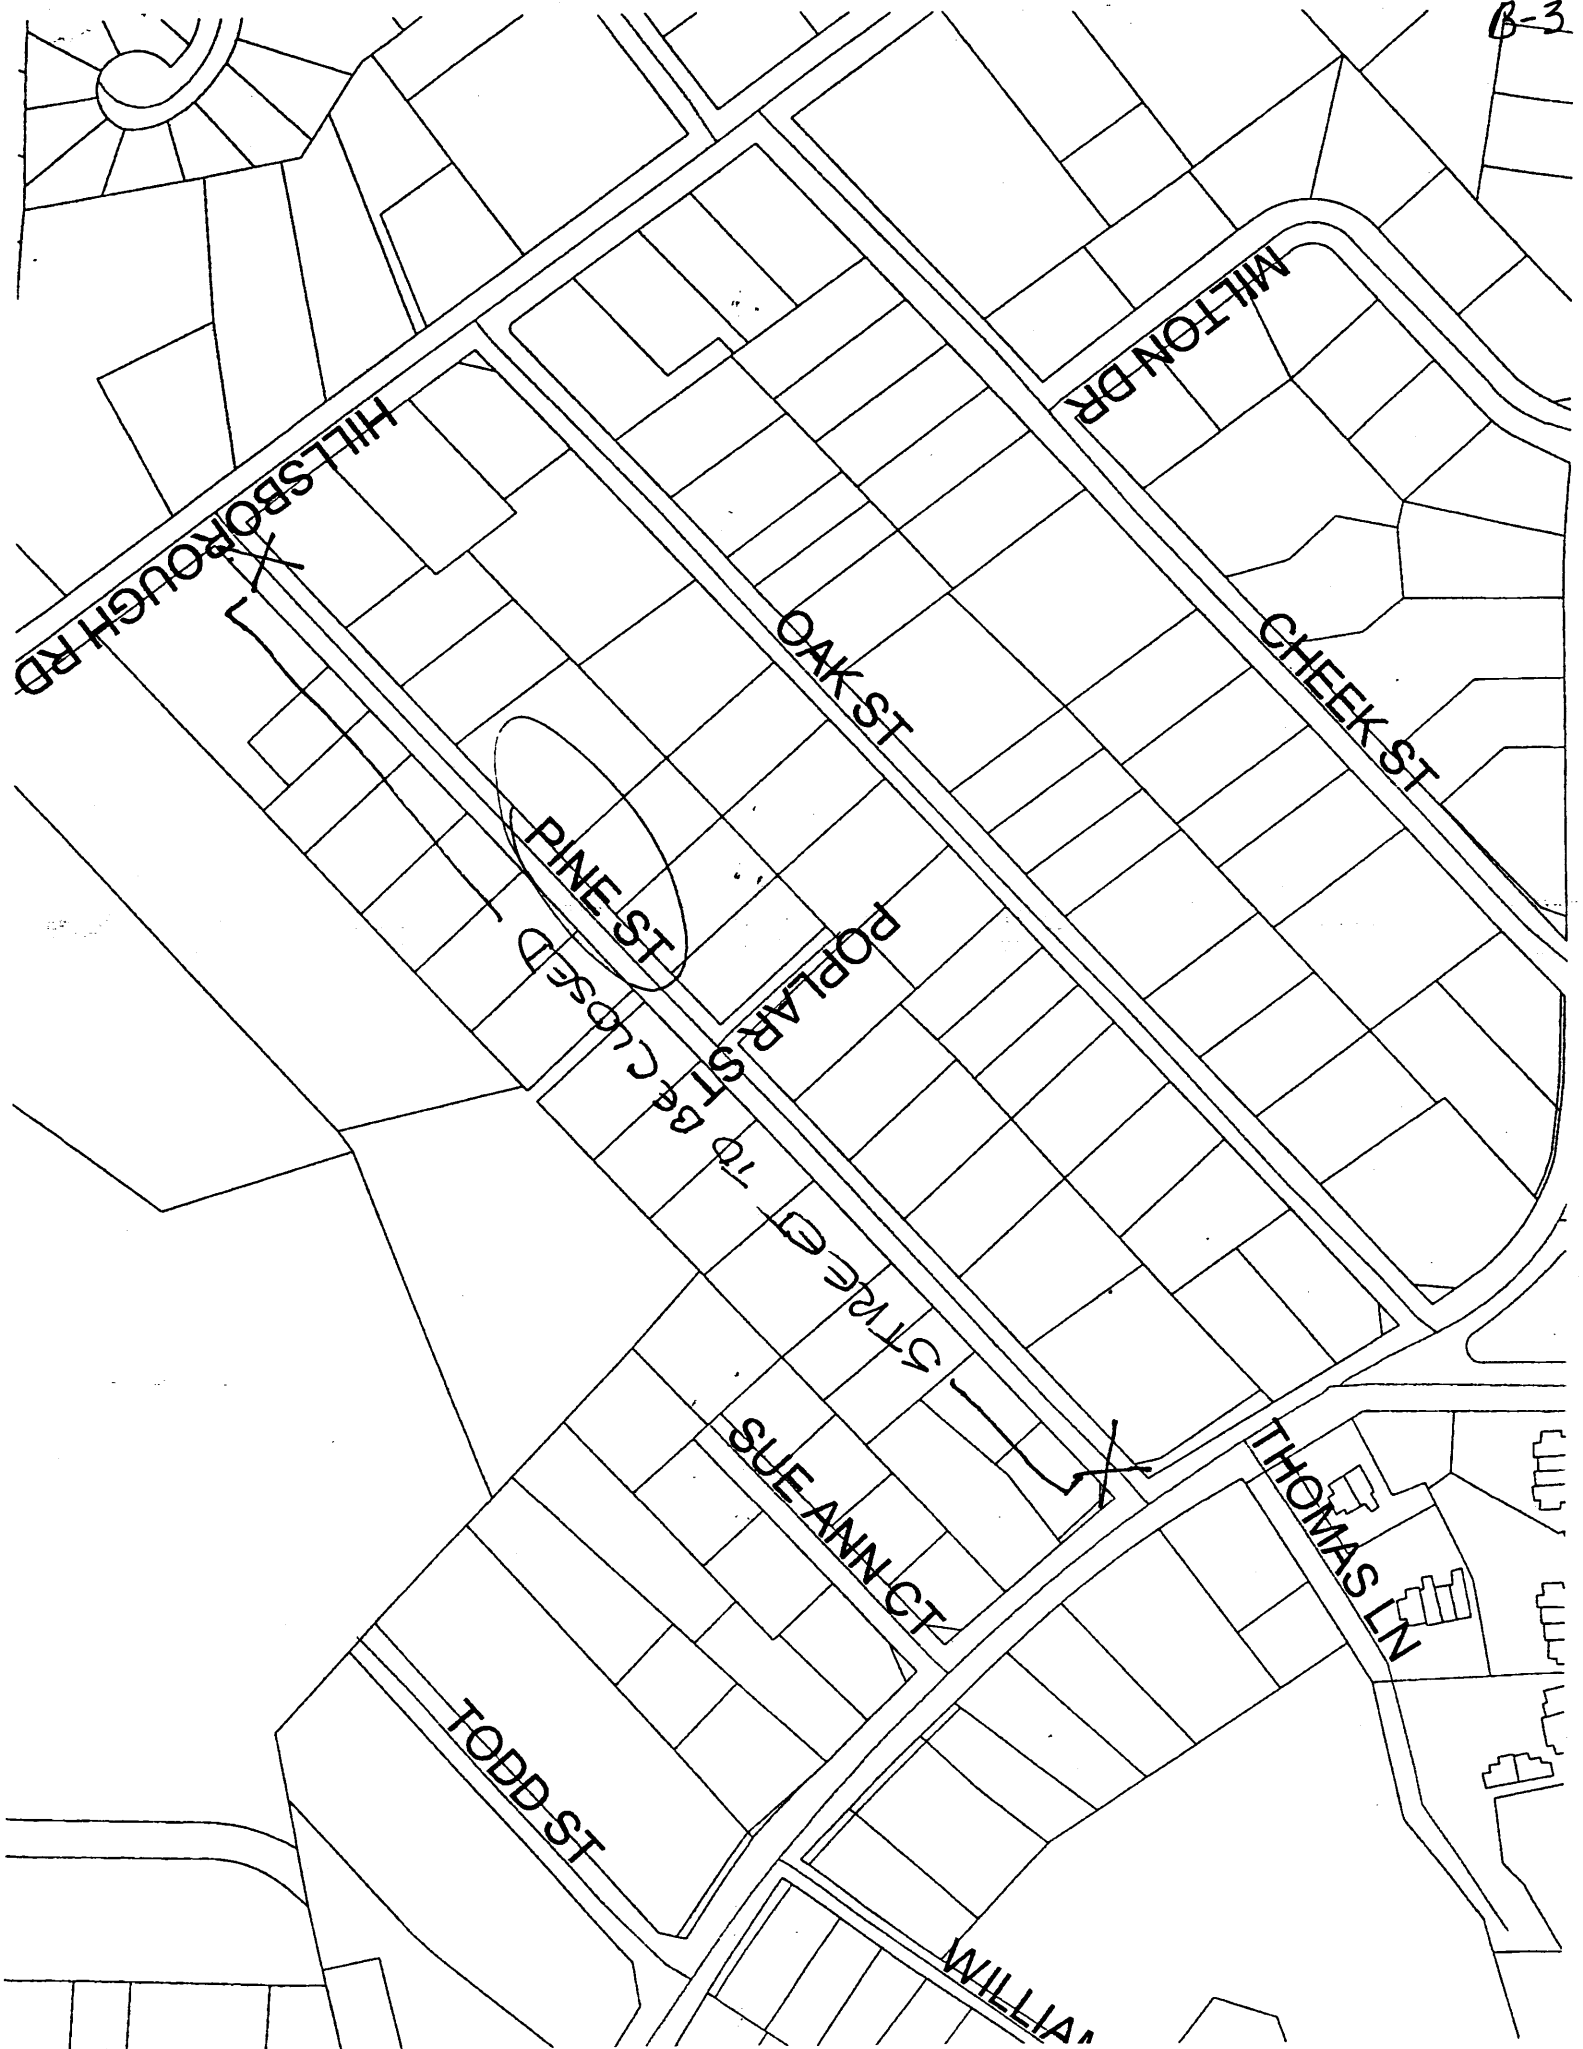 B-3
MILTON DR
HILLSBOROUGH RD
OAK ST
CHEEK ST
PINE ST
POPLAR ST
STREET TO BE CLOSED
SUE ANN CT
THOMAS LN
TODD ST